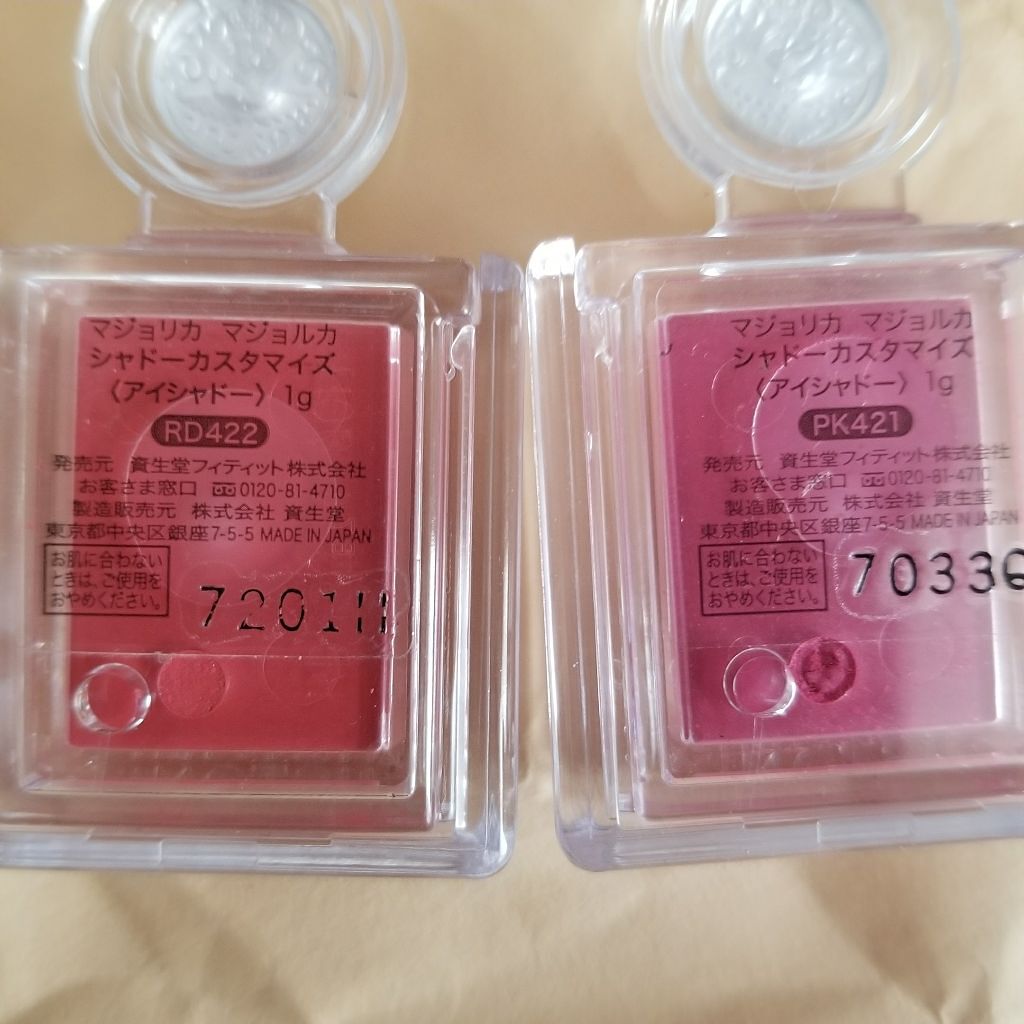 マジョリカ マジョルカ
シャドーカスタマイズ
〈アイシャドー〉 1g
RD422
発売元 資生堂フィティット株式会社
お客さま窓口 0120-81-4710
製造販売元 株式会社 資生堂
東京都中央区銀座7-5-5 MADE IN JAPAN
お肌に合わない
ときは、ご使用を
おやめください。
マジョリカ マジョルカ
シャドーカスタマイズ
〈アイシャドー〉 1g
PK421
発売元 資生堂フィティット株式会社
お客さま窓口 0120-81-4710
製造販売元 株式会社 資生堂
東京都中央区銀座7-5-5 MADE IN JAPAN
お肌に合わない
ときは、ご使用を
おやめください。